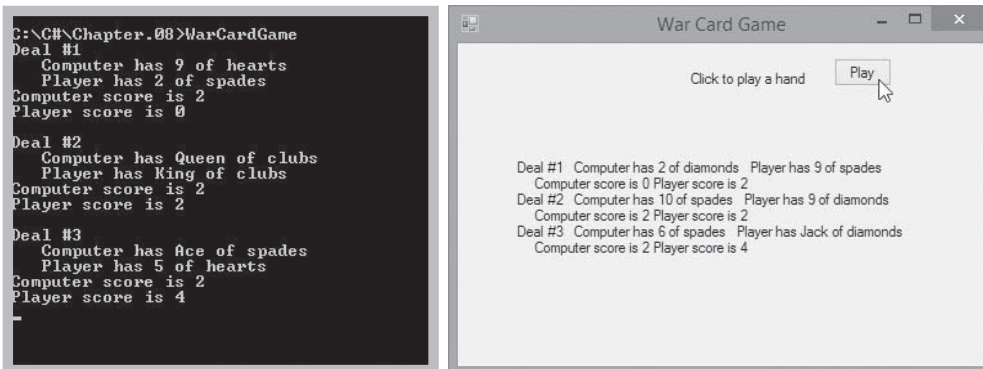 C:\C#\Chapter.08>WarCardGame
Deal #1
Computer has 9 of hearts
Player has 2 of spades
Computer score is 2
Player score is 0
Deal #2
Computer has Queen of clubs
Player has King of clubs
Computer score is 2
Player score is 2
Deal #3
Computer has Ace of spades
Player has 5 of hearts
Computer score is 2
Player score is 4
War Card Game
Click to play a hand Play
Deal #1 Computer has 2 of diamonds Player has 9 of spades
Computer score is 0 Player score is 2
Deal #2 Computer has 10 of spades Player has 9 of diamonds
Computer score is 2 Player score is 2
Deal #3 Computer has 6 of spades Player has Jack of diamonds
Computer score is 2 Player score is 4